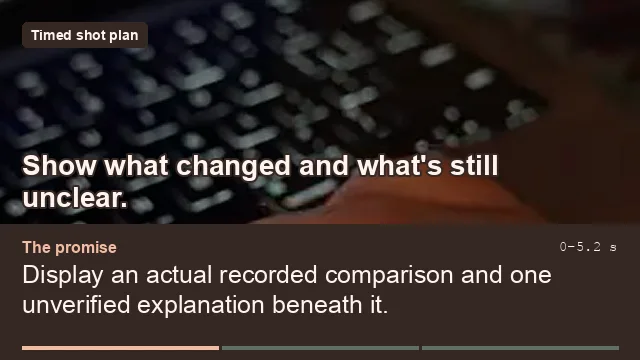 Timed shot plan
Show what changed and what's still
unclear.
The promise
0–5.2 s
Display an actual recorded comparison and one
unverified explanation beneath it.